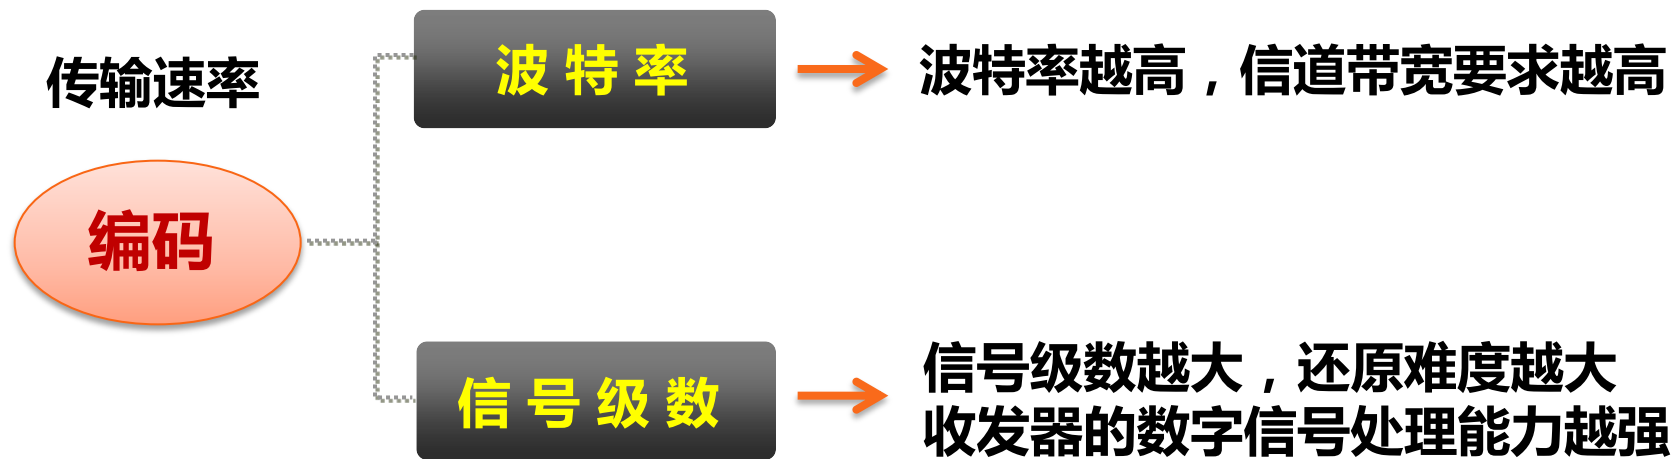 传输速率
编码
波特率
波特率越高，信道带宽要求越高
信号级数
信号级数越大，还原难度越大
收发器的数字信号处理能力越强